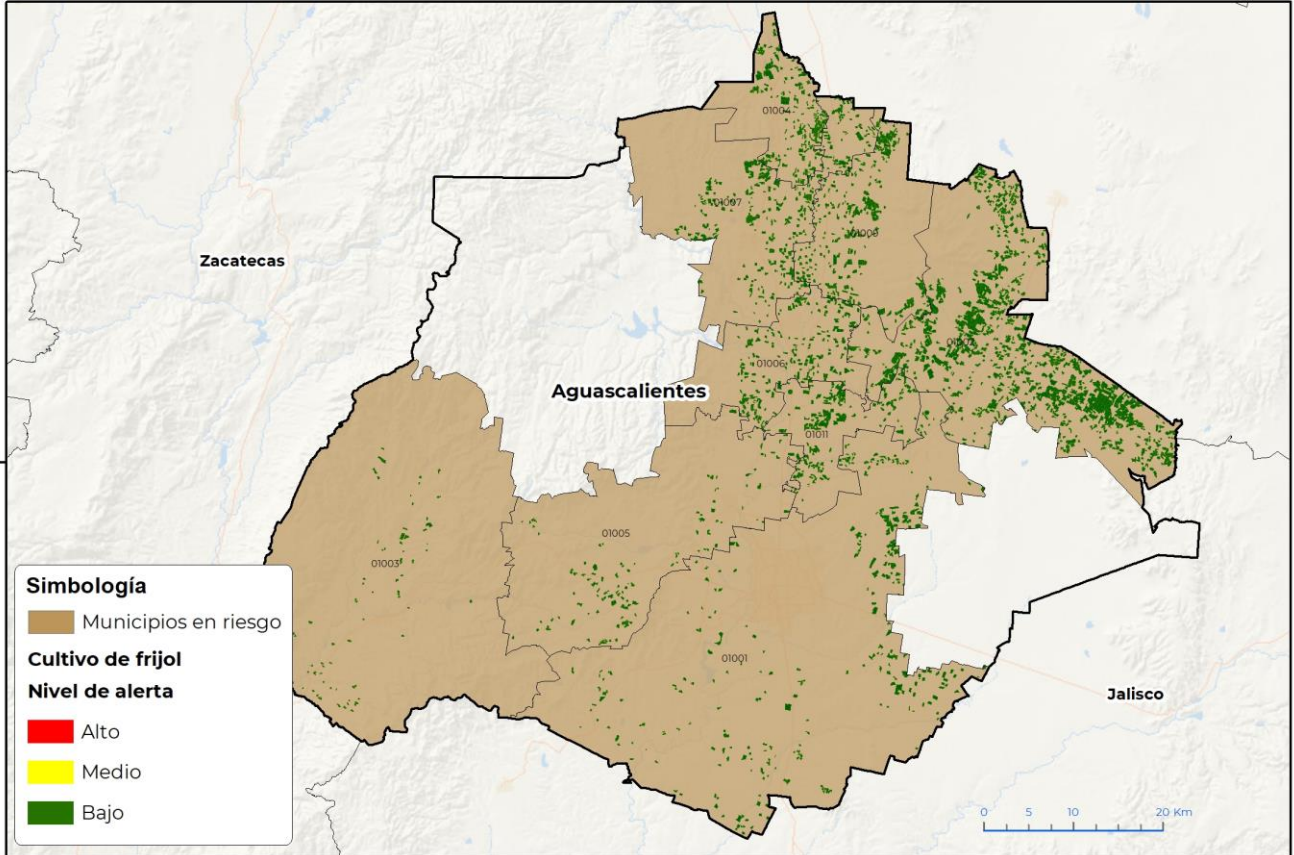 01004
01007
01009
Zacatecas
01006
Aguascalientes
01011
01005
01003
01001
Jalisco
Simbología
Municipios en riesgo
Cultivo de frijol
Nivel de alerta
Alto
Medio
Bajo
0 5 10 20 Km